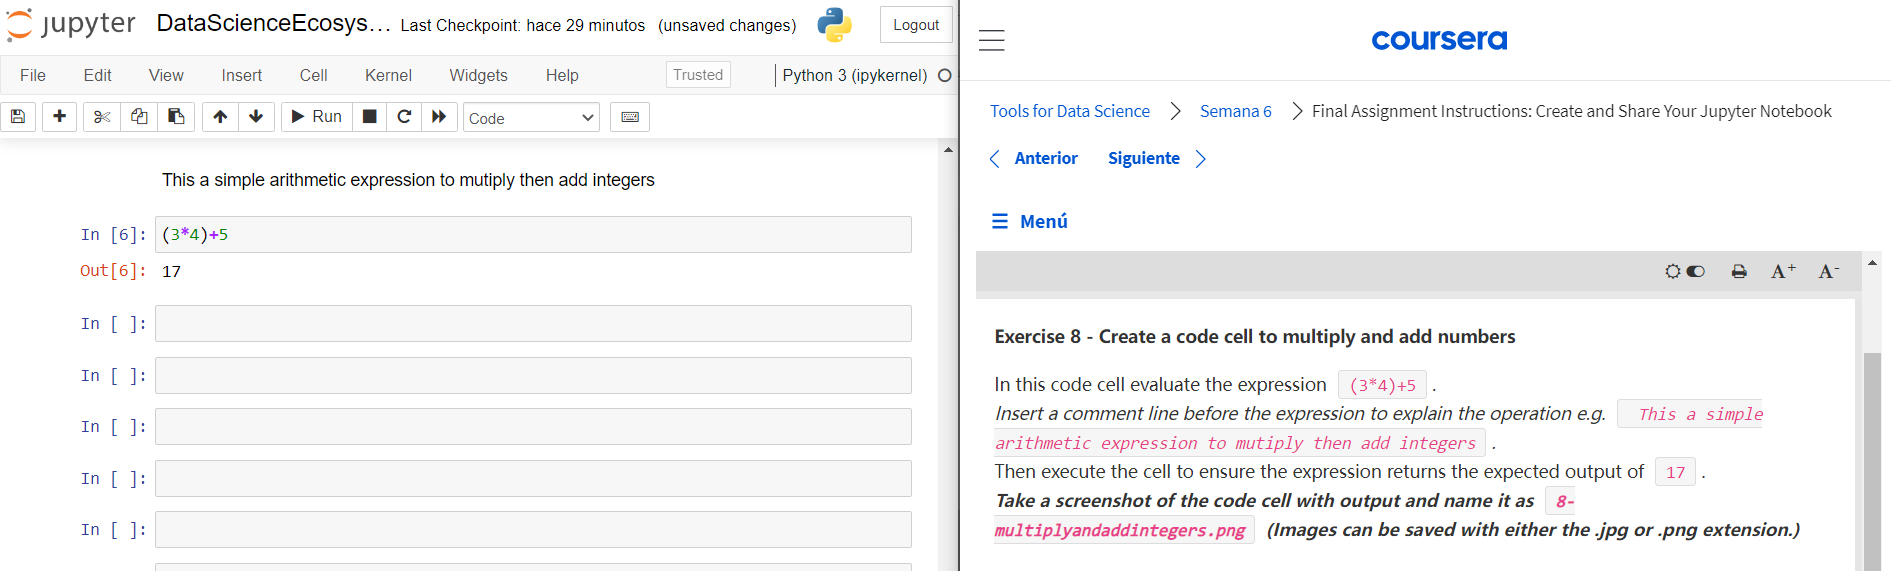 jupyter DataScienceEcosys... Last Checkpoint: hace 29 minutos (unsaved changes) Logout
File Edit View Insert Cell Kernel Widgets Help Trusted Python 3 (ipykernel)
Run Code
This a simple arithmetic expression to mutiply then add integers
In [6]: (3*4)+5
Out[6]: 17
In [ ]:
In [ ]:
In [ ]:
In [ ]:
In [ ]:
coursera
Tools for Data Science > Semana 6 > Final Assignment Instructions: Create and Share Your Jupyter Notebook
< Anterior Siguiente >
☰ Menú
A+ A-
Exercise 8 - Create a code cell to multiply and add numbers
In this code cell evaluate the expression (3*4)+5 .
Insert a comment line before the expression to explain the operation e.g. This a simple
arithmetic expression to mutiply then add integers .
Then execute the cell to ensure the expression returns the expected output of 17 .
Take a screenshot of the code cell with output and name it as 8-
multiplyandaddintegers.png (Images can be saved with either the .jpg or .png extension.)